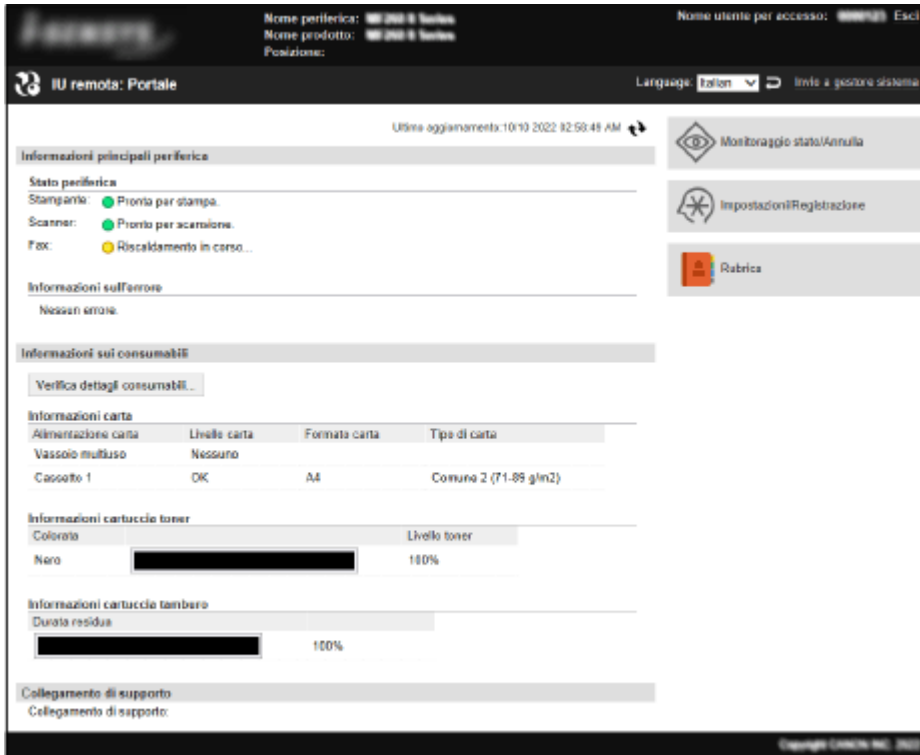 Nome periferica:
Nome prodotto:
Posizione:
Nome utente per accesso: Esci
IU remota: Portale
Language: Italian Invio a gestore sistema
Ultimo aggiornamento:10/10 2022 02:58:48 AM
Informazioni principali periferica
Stato periferica
Stampante: Pronta per stampa.
Scanner: Pronto per scansione.
Fax: Riscaldamento in corso...
Informazioni sull'errore
Nessun errore.
Informazioni sui consumabili
Verifica dettagli consumabili...
Informazioni carta
Alimentazione carta Livello carta Formato carta Tipo di carta
Vassoio multiuso Nessuno
Cassetto 1 OK A4 Comune 2 (71-89 g/m2)
Informazioni cartuccia toner
Colorata Livello toner
Nero 100%
Informazioni cartuccia tamburo
Durata residua
100%
Collegamento di supporto
Collegamento di supporto:
Monitoraggio stato/Annulla
Impostazioni/Registrazione
Rubrica
Copyright CANON INC.